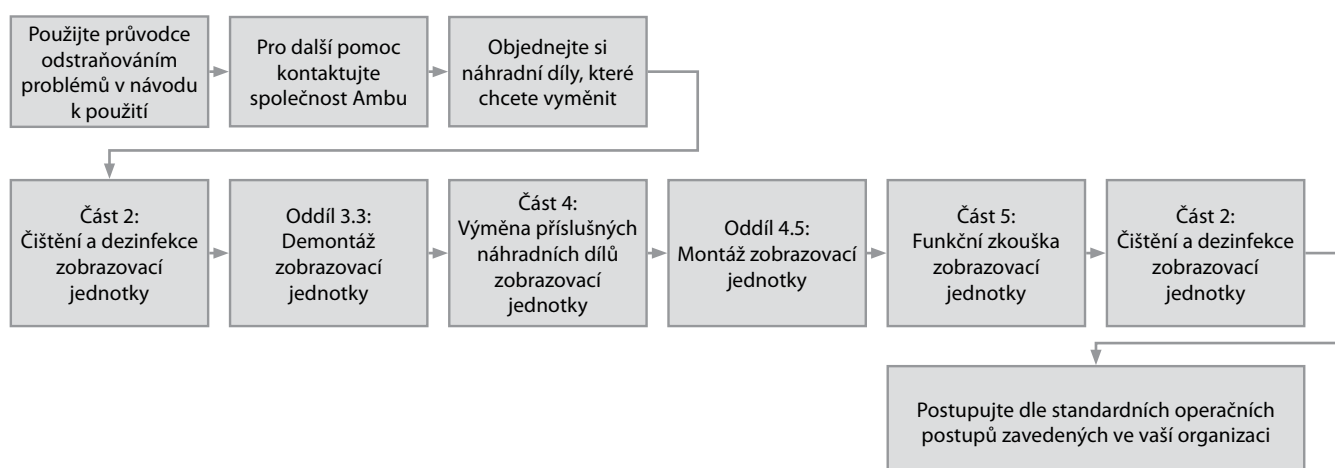 Použijte průvodce
odstraňováním
problémů v návodu
k použití
Pro další pomoc
kontaktujte
společnost Ambu
Objednejte si
náhradní díly, které
chcete vyměnit
Část 2:
Čištění a dezinfekce
zobrazovací
jednotky
Oddíl 3.3:
Demontáž
zobrazovací
jednotky
Část 4:
Výměna příslušných
náhradních dílů
zobrazovací
jednotky
Oddíl 4.5:
Montáž zobrazovací
jednotky
Část 5:
Funkční zkouška
zobrazovací
jednotky
Část 2:
Čištění a dezinfekce
zobrazovací
jednotky
Postupujte dle standardních operačních
postupů zavedených ve vaší organizaci